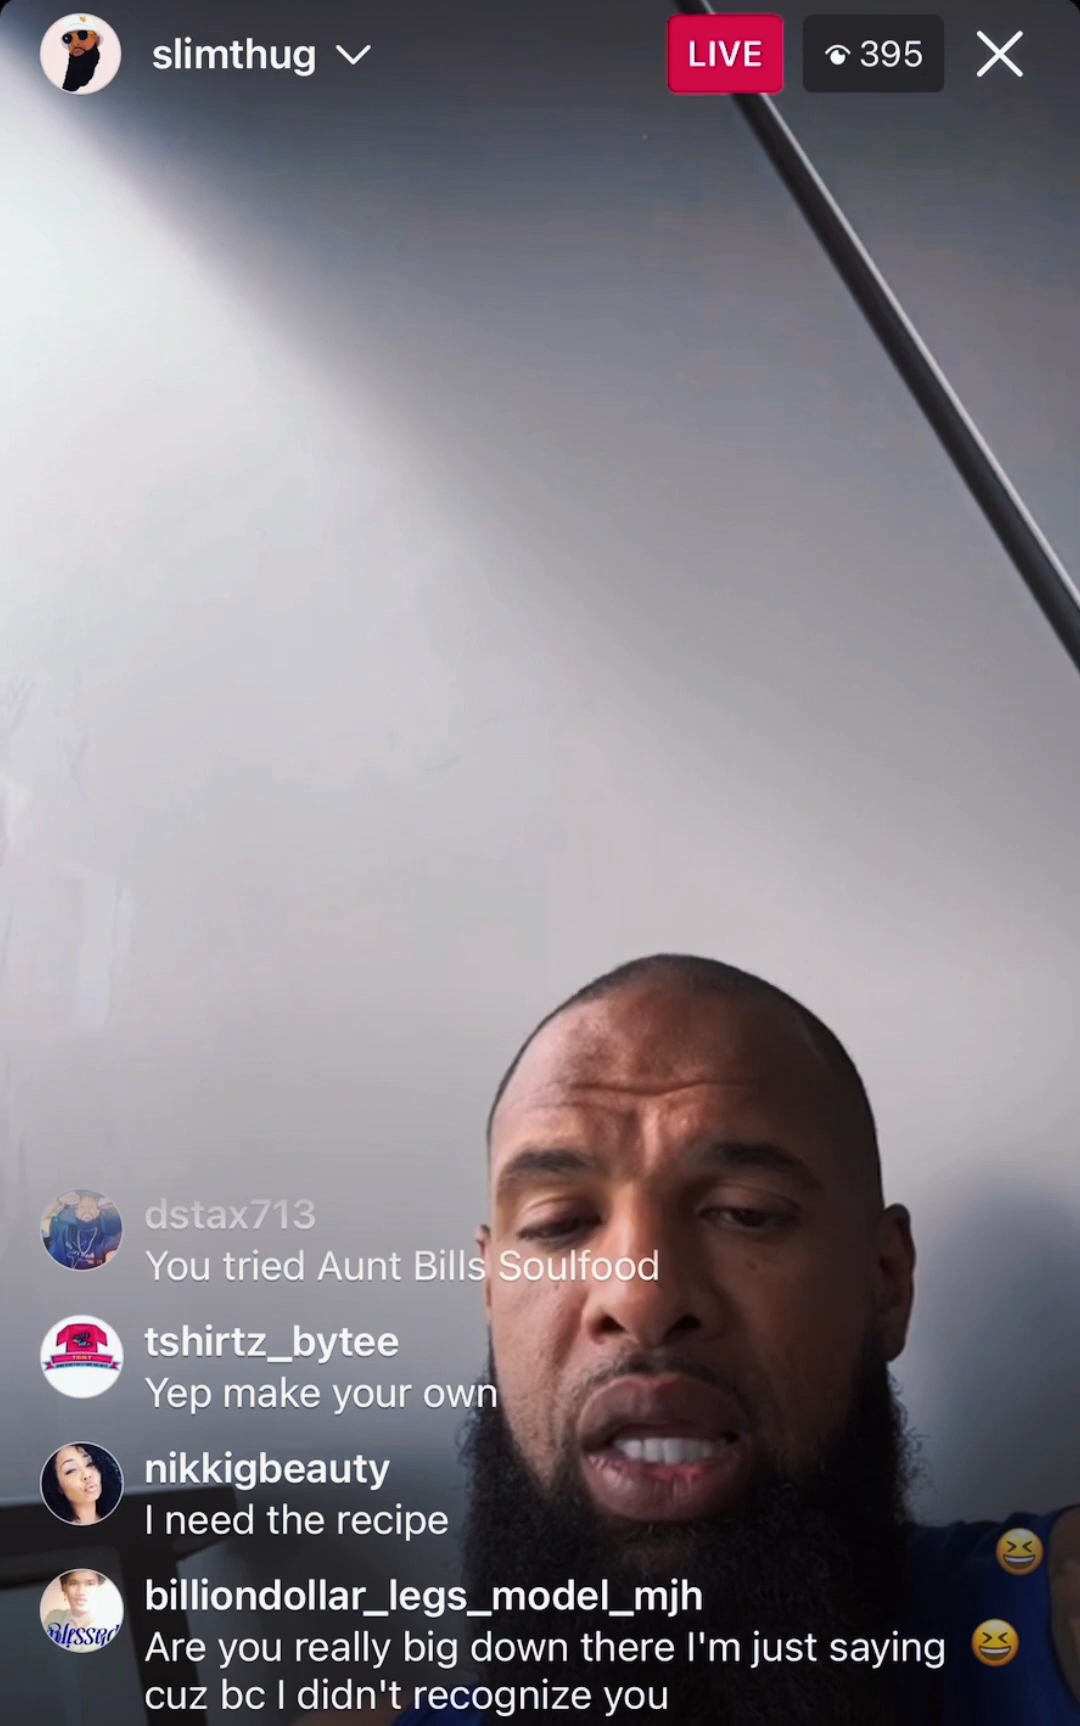 slimthug
LIVE
395
dstax713
You tried Aunt Bills Soulfood
tshirtz_bytee
Yep make your own
nikkigbeauty
I need the recipe
Blessed
billiondollar_legs_model_mjh
Are you really big down there I'm just saying
cuz bc I didn't recognize you